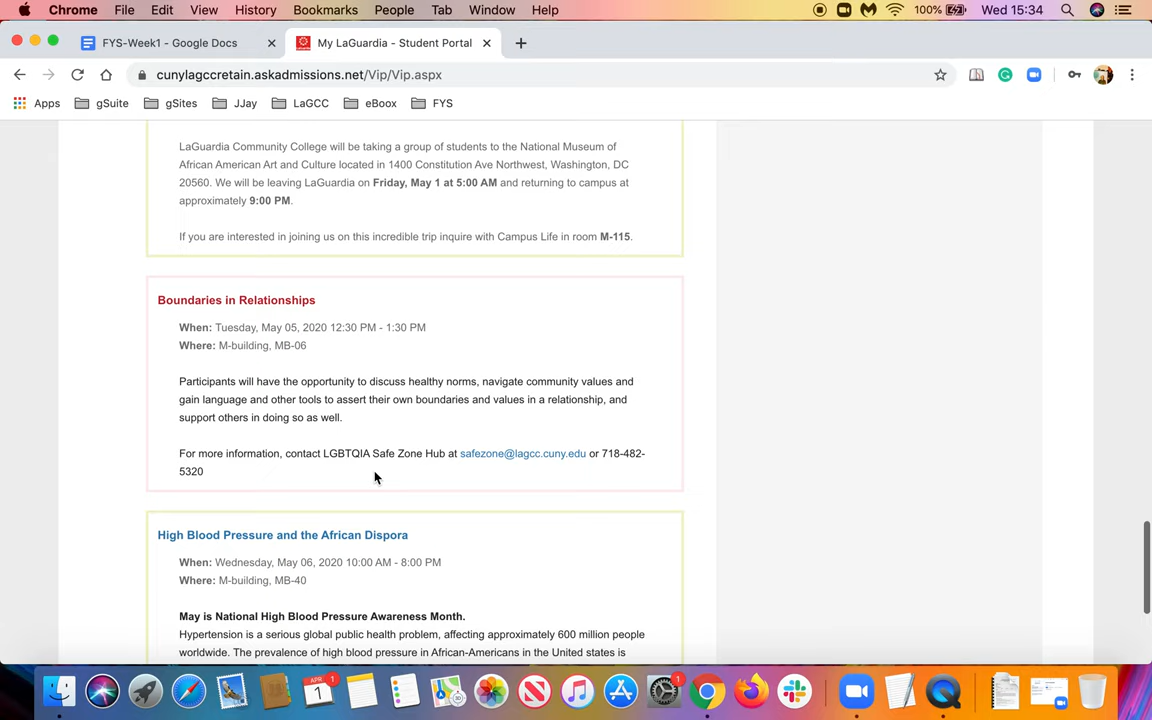 Chrome File Edit View History Bookmarks People Tab Window Help 100% Wed 15:34
FYS-Week1 - Google Docs My LaGuardia - Student Portal
cunylagccretain.askadmissions.net/Vip/Vip.aspx
Apps gSuite gSites JJay LaGCC eBoox FYS
LaGuardia Community College will be taking a group of students to the National Museum of
African American Art and Culture located in 1400 Constitution Ave Northwest, Washington, DC
20560. We will be leaving LaGuardia on Friday, May 1 at 5:00 AM and returning to campus at
approximately 9:00 PM.
If you are interested in joining us on this incredible trip inquire with Campus Life in room M-115.
Boundaries in Relationships
When: Tuesday, May 05, 2020 12:30 PM - 1:30 PM
Where: M-building, MB-06
Participants will have the opportunity to discuss healthy norms, navigate community values and
gain language and other tools to assert their own boundaries and values in a relationship, and
support others in doing so as well.
For more information, contact LGBTQIA Safe Zone Hub at safezone@lagcc.cuny.edu or 718-482-
5320
High Blood Pressure and the African Dispora
When: Wednesday, May 06, 2020 10:00 AM - 8:00 PM
Where: M-building, MB-40
May is National High Blood Pressure Awareness Month.
Hypertension is a serious global public health problem, affecting approximately 600 million people
worldwide. The prevalence of high blood pressure in African-Americans in the United states is
APR
1
1
1